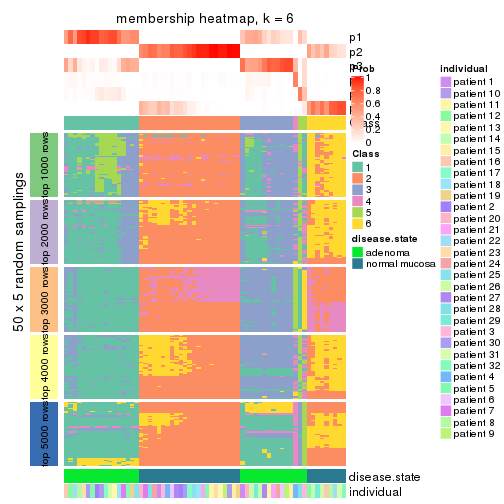 membership heatmap, k = 6
p1
p2
p3
Prob
1
0.8
0.6
0.4
0.2
0
Class
1
2
3
4
5
6
disease.state
adenoma
normal mucosa
individual
patient 1
patient 10
patient 11
patient 12
patient 13
patient 14
patient 15
patient 16
patient 17
patient 18
patient 19
patient 2
patient 20
patient 21
patient 22
patient 23
patient 24
patient 25
patient 26
patient 27
patient 28
patient 29
patient 3
patient 30
patient 31
patient 32
patient 4
patient 5
patient 6
patient 7
patient 8
patient 9
50 x 5 random samplings
top 1000 rows
top 2000 rows
top 3000 rows
top 4000 rows
top 5000 rows
disease.state
individual